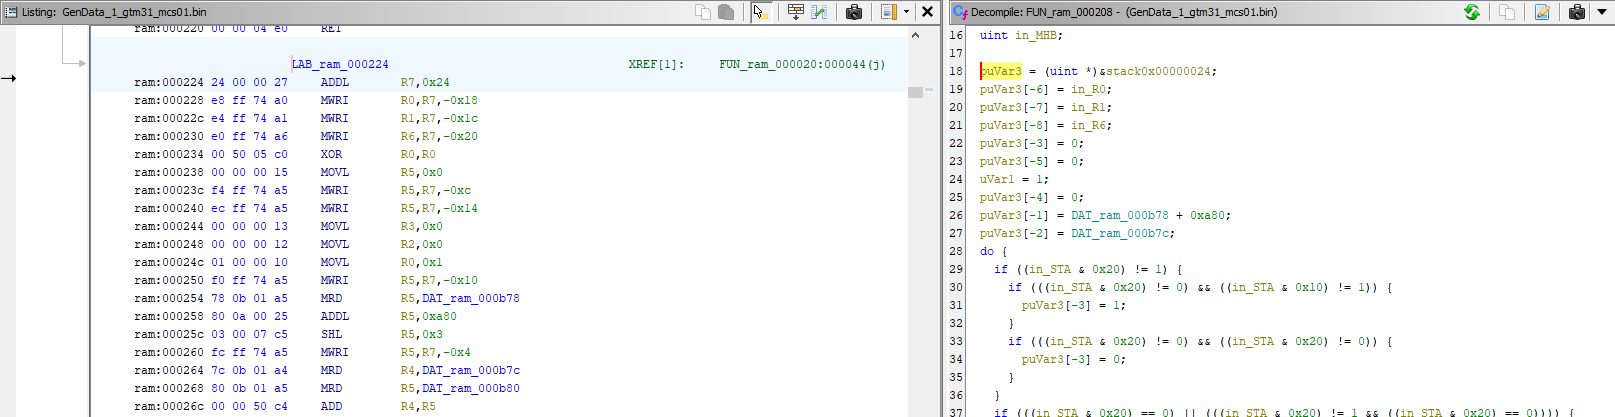 Listing: GenData_1_gtm31_mcs01.bin
ram:000220 00 00 04 e0 RET
LAB_ram_000224 XREF[1]: FUN_ram_000020:000044(j)
ram:000224 24 00 00 27 ADDL R7,0x24
ram:000228 e8 ff 74 a0 MWRI R0,R7,-0x18
ram:00022c e4 ff 74 a1 MWRI R1,R7,-0x1c
ram:000230 e0 ff 74 a6 MWRI R6,R7,-0x20
ram:000234 00 50 05 c0 XOR R0,R0
ram:000238 00 00 00 15 MOVL R5,0x0
ram:00023c f4 ff 74 a5 MWRI R5,R7,-0xc
ram:000240 ec ff 74 a5 MWRI R5,R7,-0x14
ram:000244 00 00 00 13 MOVL R3,0x0
ram:000248 00 00 00 12 MOVL R2,0x0
ram:00024c 01 00 00 10 MOVL R0,0x1
ram:000250 f0 ff 74 a5 MWRI R5,R7,-0x10
ram:000254 78 0b 01 a5 MRD R5,DAT_ram_000b78
ram:000258 80 0a 00 25 ADDL R5,0xa80
ram:00025c 03 00 07 c5 SHL R5,0x3
ram:000260 fc ff 74 a5 MWRI R5,R7,-0x4
ram:000264 7c 0b 01 a4 MRD R4,DAT_ram_000b7c
ram:000268 80 0b 01 a5 MRD R5,DAT_ram_000b80
ram:00026c 00 00 50 c4 ADD R4,R5
Decompile: FUN_ram_000208 - (GenData_1_gtm31_mcs01.bin)
16 uint in_MHB;
17
18 puVar3 = (uint *)&stack0x00000024;
19 puVar3[-6] = in_R0;
20 puVar3[-7] = in_R1;
21 puVar3[-8] = in_R6;
22 puVar3[-3] = 0;
23 puVar3[-5] = 0;
24 uVar1 = 1;
25 puVar3[-4] = 0;
26 puVar3[-1] = DAT_ram_000b78 + 0xa80;
27 puVar3[-2] = DAT_ram_000b7c;
28 do {
29 if ((in_STA & 0x20) != 1) {
30 if (((in_STA & 0x20) != 0) && ((in_STA & 0x10) != 1)) {
31 puVar3[-3] = 1;
32 }
33 if (((in_STA & 0x20) != 0) && ((in_STA & 0x20) != 0)) {
34 puVar3[-3] = 0;
35 }
36 }
37 if (((in_STA & 0x20) == 0) || (((in_STA & 0x20) != 1 && ((in_STA & 0x20) == 0)))) {